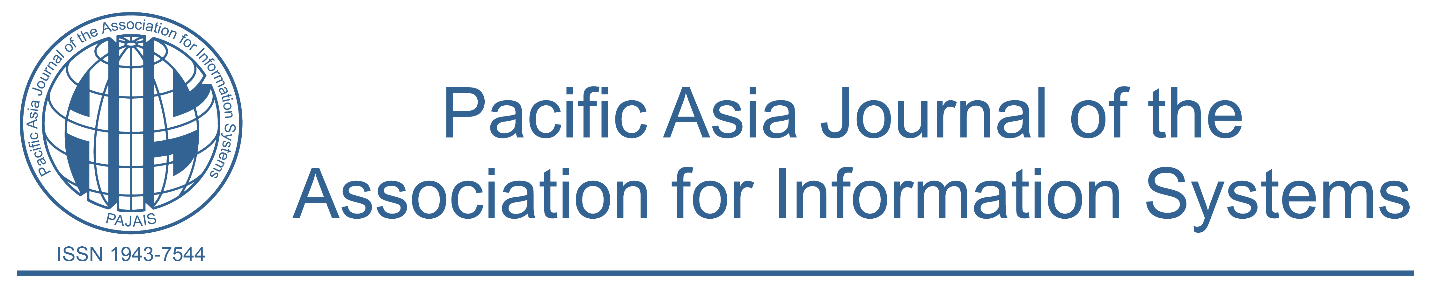 Pacific Asia Journal of the Association for Information Systems
PAJAIS
ISSN 1943-7544
Pacific Asia Journal of the
Association for Information Systems